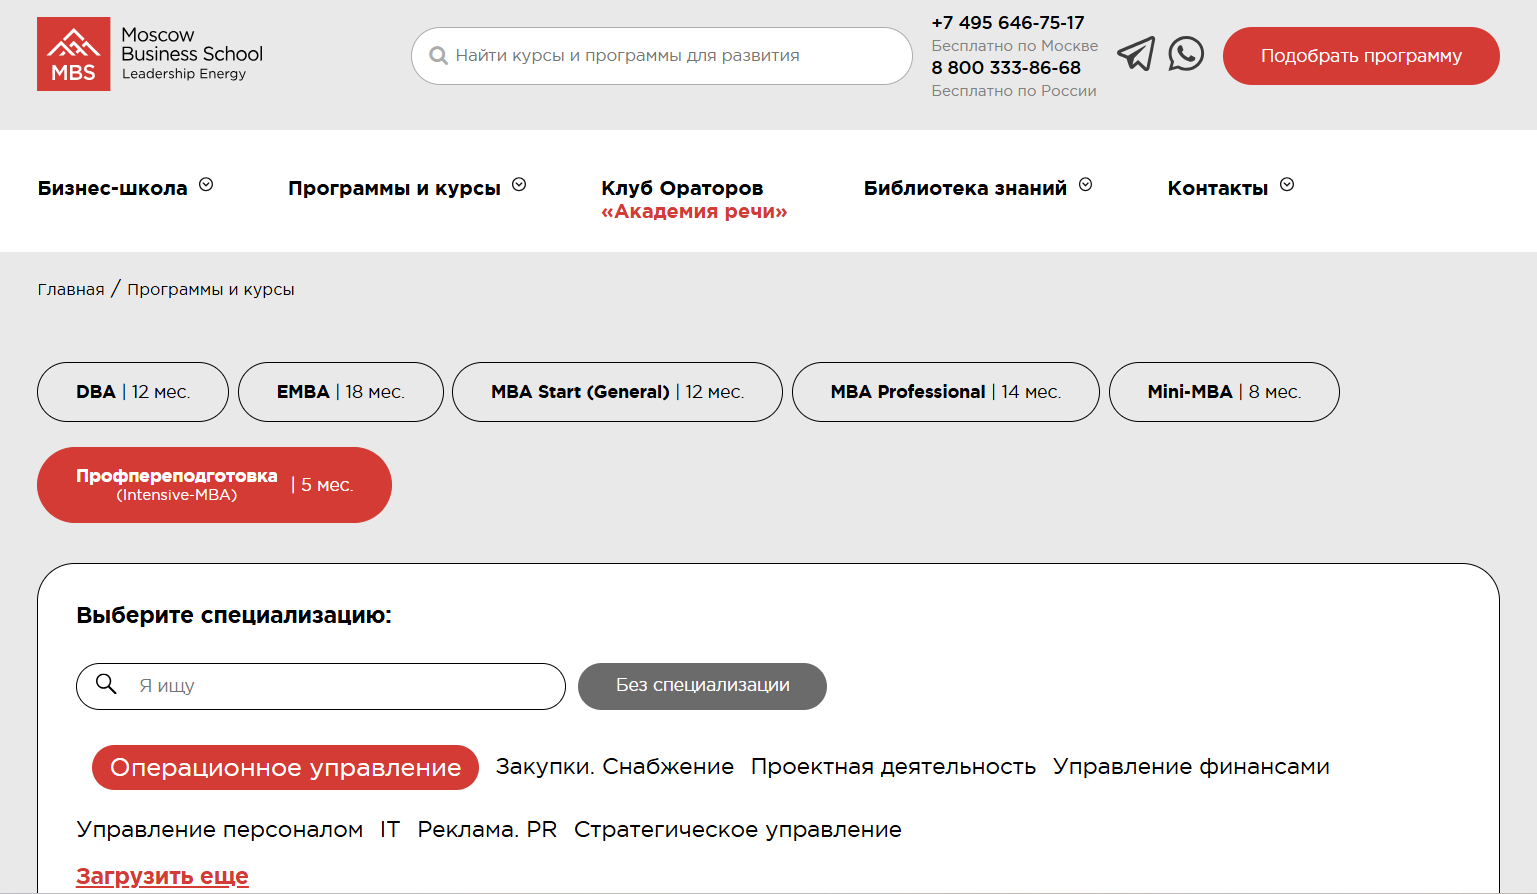 Moscow
Business School
Leadership Energy
MBS
Найти курсы и программы для развития
+7 495 646-75-17
Бесплатно по Москве
8 800 333-86-68
Бесплатно по России
Подобрать программу
Бизнес-школа
Программы и курсы
Клуб Ораторов
«Академия речи»
Библиотека знаний
Контакты
Главная / Программы и курсы
DBA | 12 мес.
EMBA | 18 мес.
MBA Start (General) | 12 мес.
MBA Professional | 14 мес.
Mini-MBA | 8 мес.
Профпереподготовка
(Intensive-MBA)
| 5 мес.
Выберите специализацию:
Я ищу
Без специализации
Операционное управление Закупки. Снабжение Проектная деятельность Управление финансами
Управление персоналом IT Реклама. PR Стратегическое управление
Загрузить еще